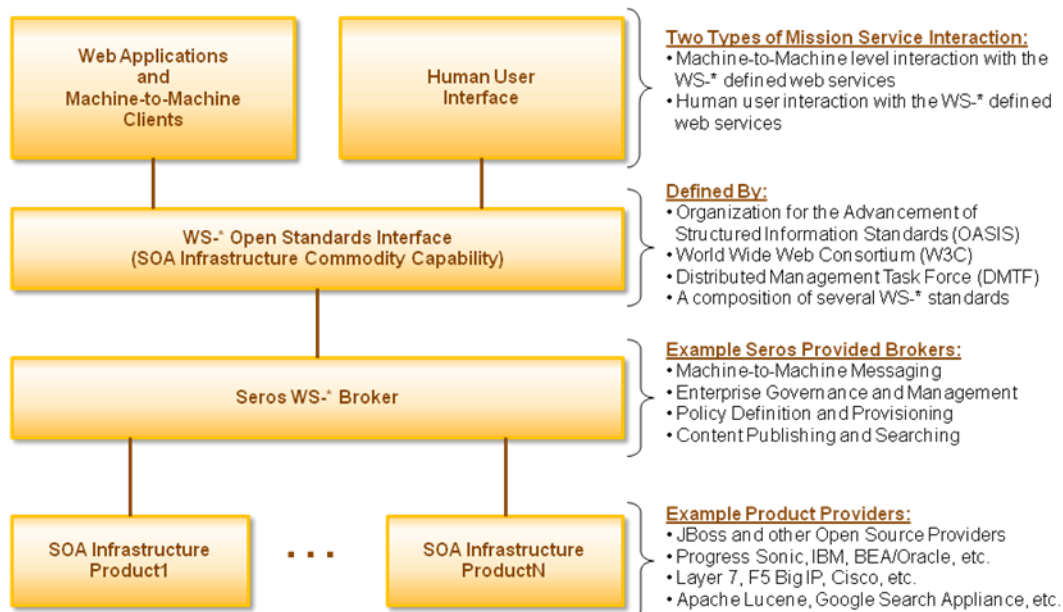 Web Applications
and
Machine-to-Machine
Clients
Human User
Interface
Two Types of Mission Service Interaction:
• Machine-to-Machine level interaction with the
WS-* defined web services
• Human user interaction with the WS-* defined
web services
WS-* Open Standards Interface
(SOA Infrastructure Commodity Capability)
Defined By:
• Organization for the Advancement of
Structured Information Standards (OASIS)
• World Wide Web Consortium (W3C)
• Distributed Management Task Force (DMTF)
• A composition of several WS-* standards
Seros WS-* Broker
Example Seros Provided Brokers:
• Machine-to-Machine Messaging
• Enterprise Governance and Management
• Policy Definition and Provisioning
• Content Publishing and Searching
SOA Infrastructure
Product1
. . .
SOA Infrastructure
ProductN
Example Product Providers:
• JBoss and other Open Source Providers
• Progress Sonic, IBM, BEA/Oracle, etc.
• Layer 7, F5 Big IP, Cisco, etc.
• Apache Lucene, Google Search Appliance, etc.